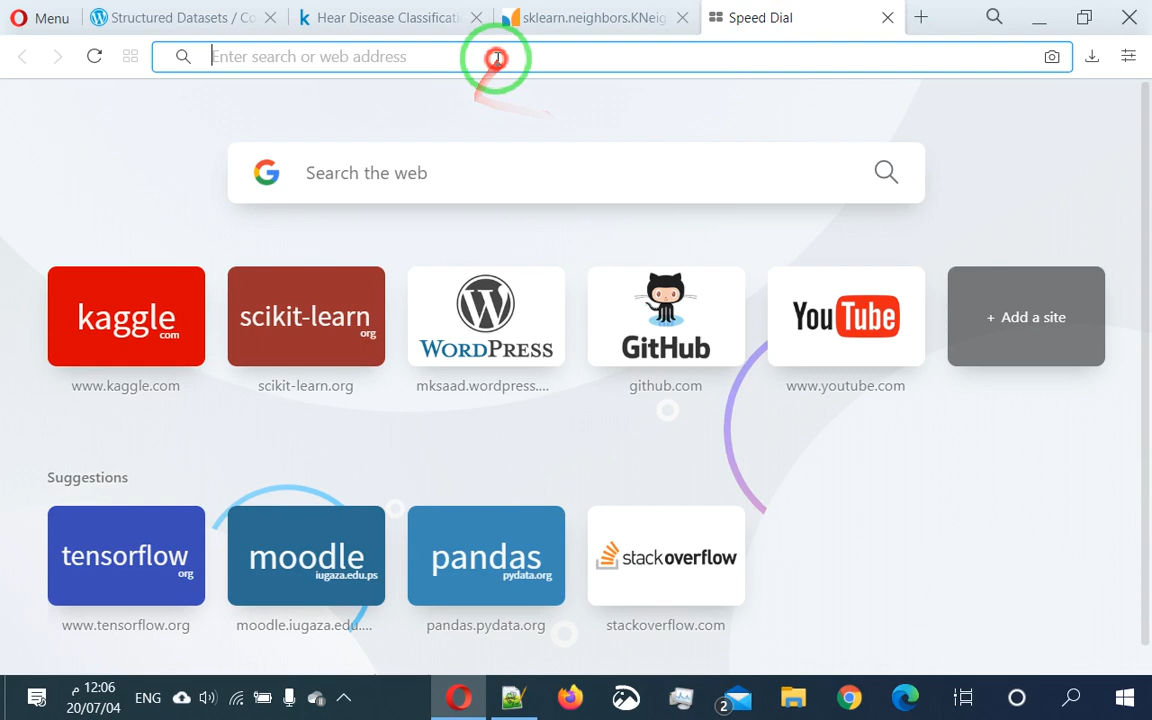 Menu
Structured Datasets / Co
Hear Disease Classificati
sklearn.neighbors.KNeig
Speed Dial
Enter search or web address
Search the web
kaggle
com
scikit-learn
org
WORDPRESS
GitHub
YouTube
+ Add a site
www.kaggle.com
scikit-learn.org
mksaad.wordpress....
github.com
www.youtube.com
Suggestions
tensorflow
org
moodle
iugaza.edu.ps
pandas
pydata.org
stackoverflow
www.tensorflow.org
moodle.iugaza.edu....
pandas.pydata.org
stackoverflow.com
12:06 م
20/07/04
ENG
2